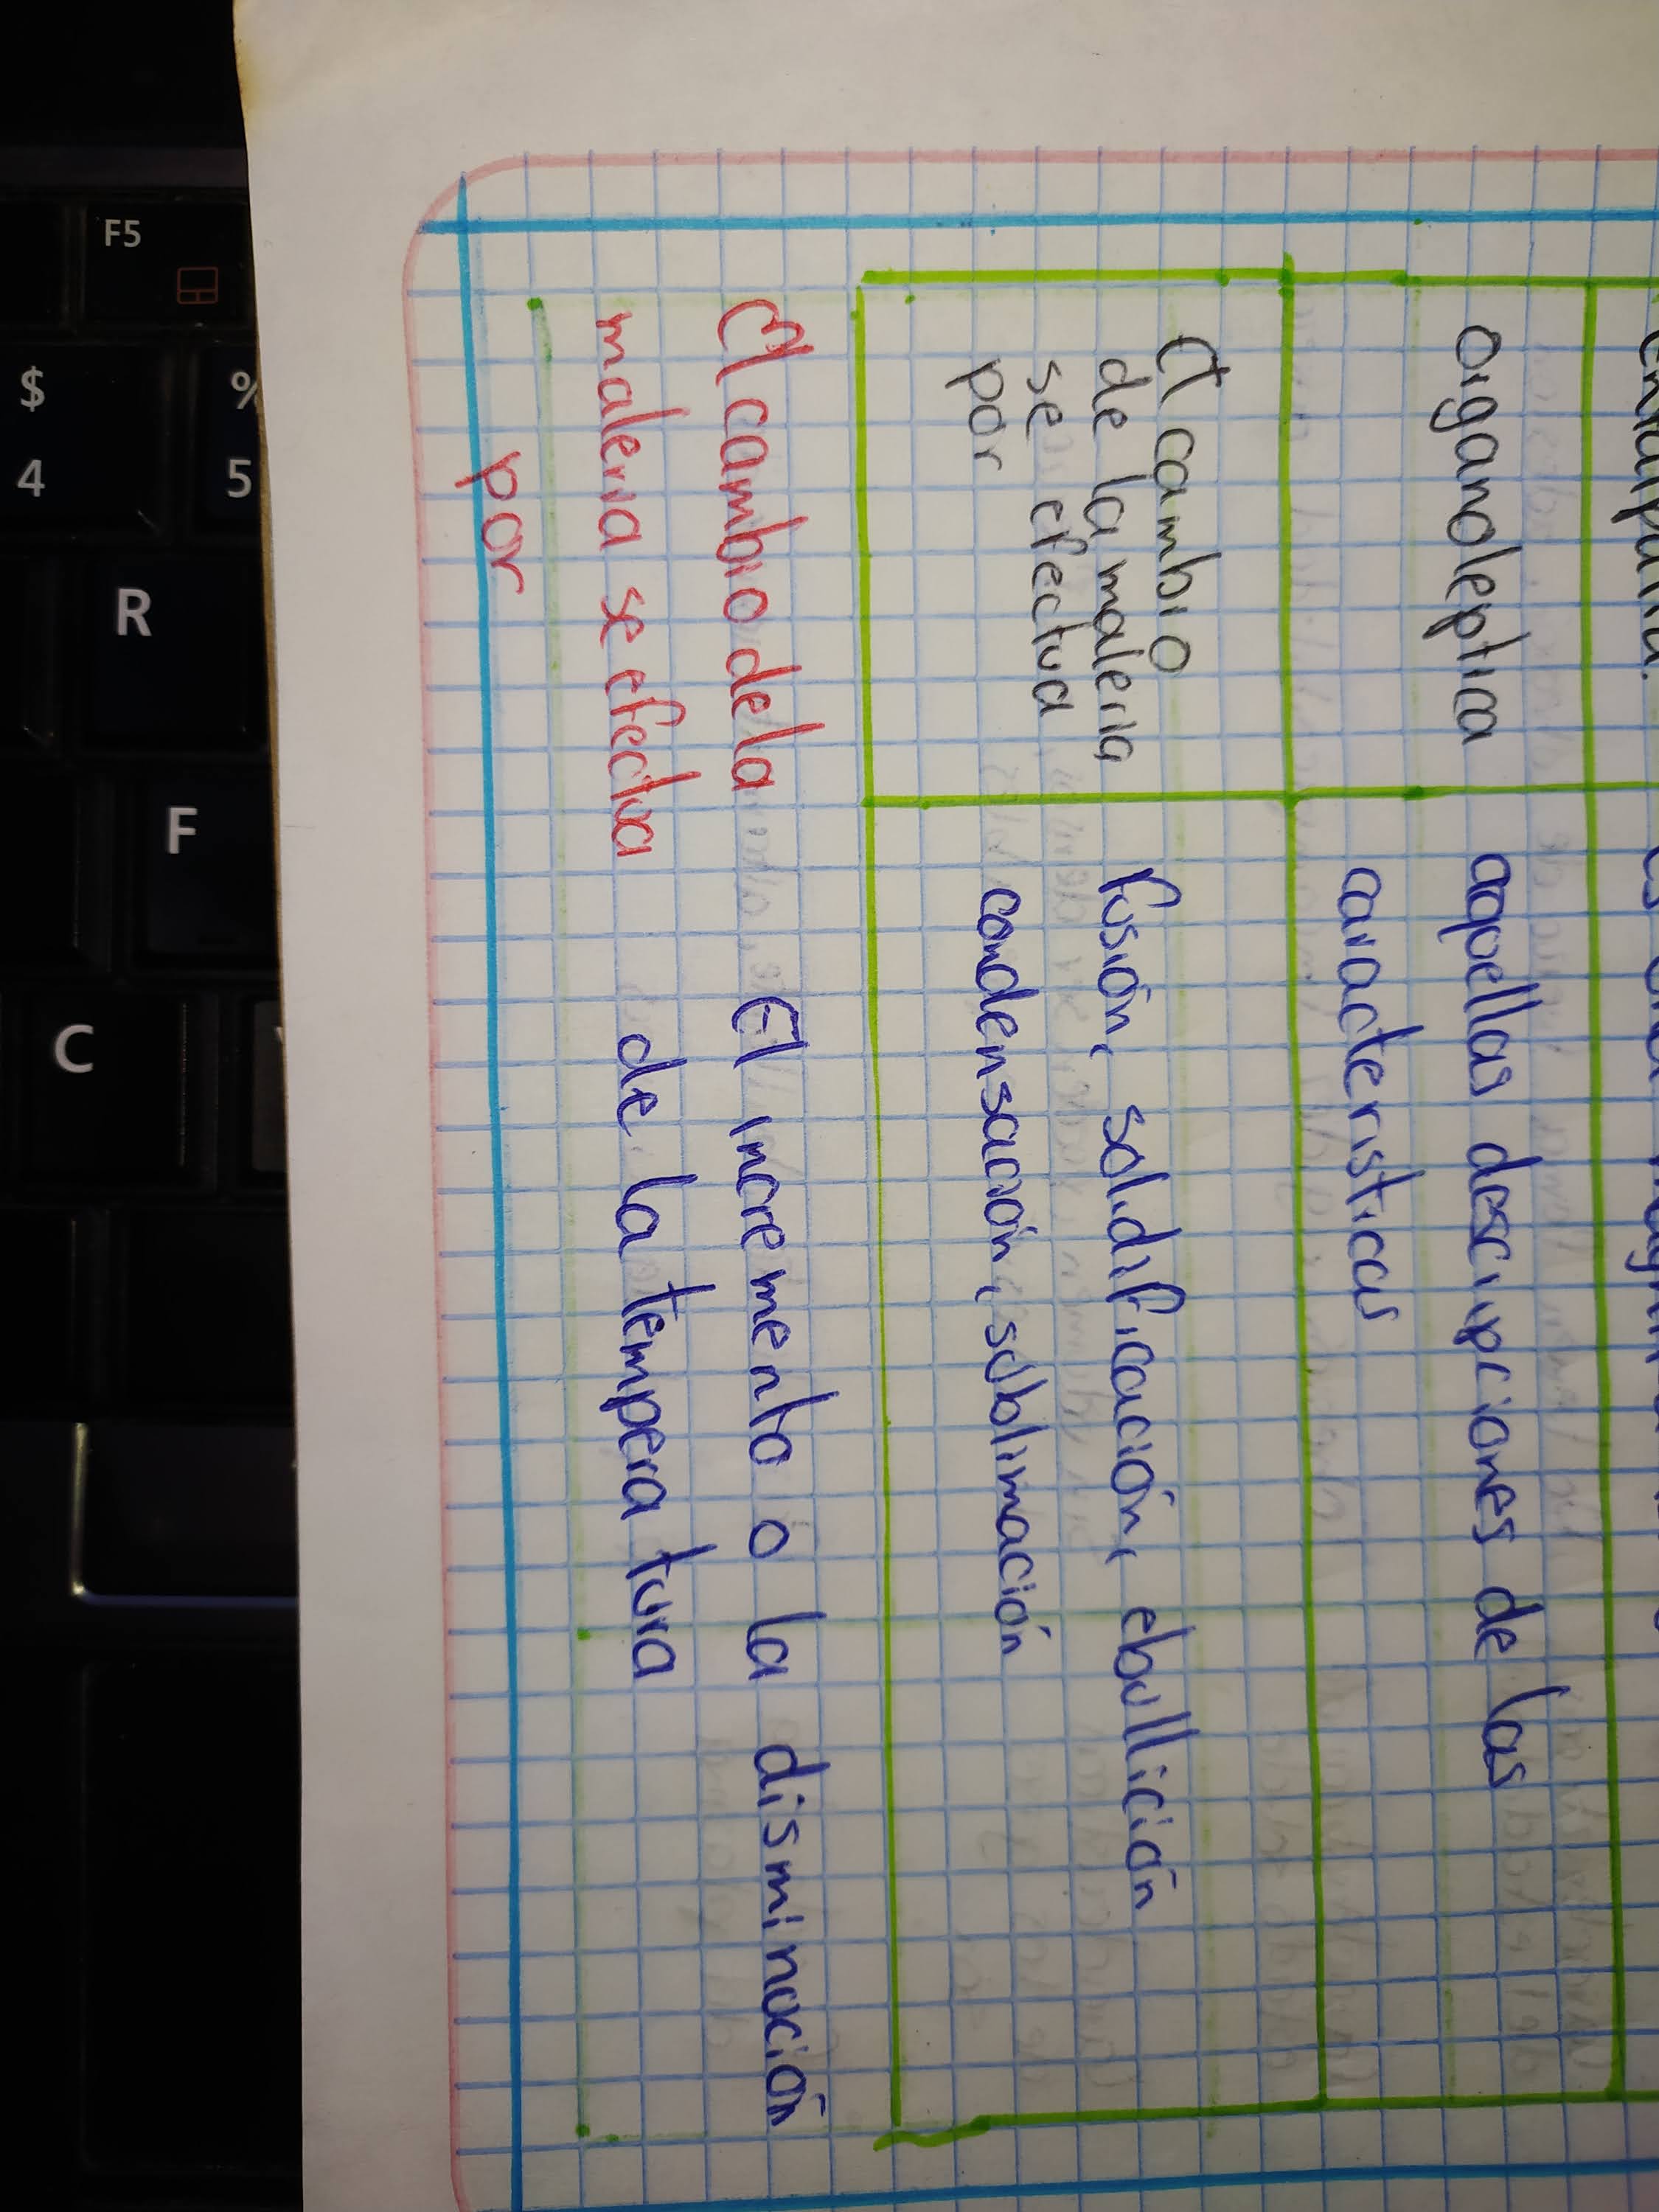 organoleptica
aquellas descripciones de las
caracteristicas
El cambio
de la materia
se efectua
por
fusión, solidificación, ebullición
condensación, sublimación
El cambio de la
materia se efectua
por
El incremento o la disminución
de la temperatura
F5
$
4
%
5
R
F
C